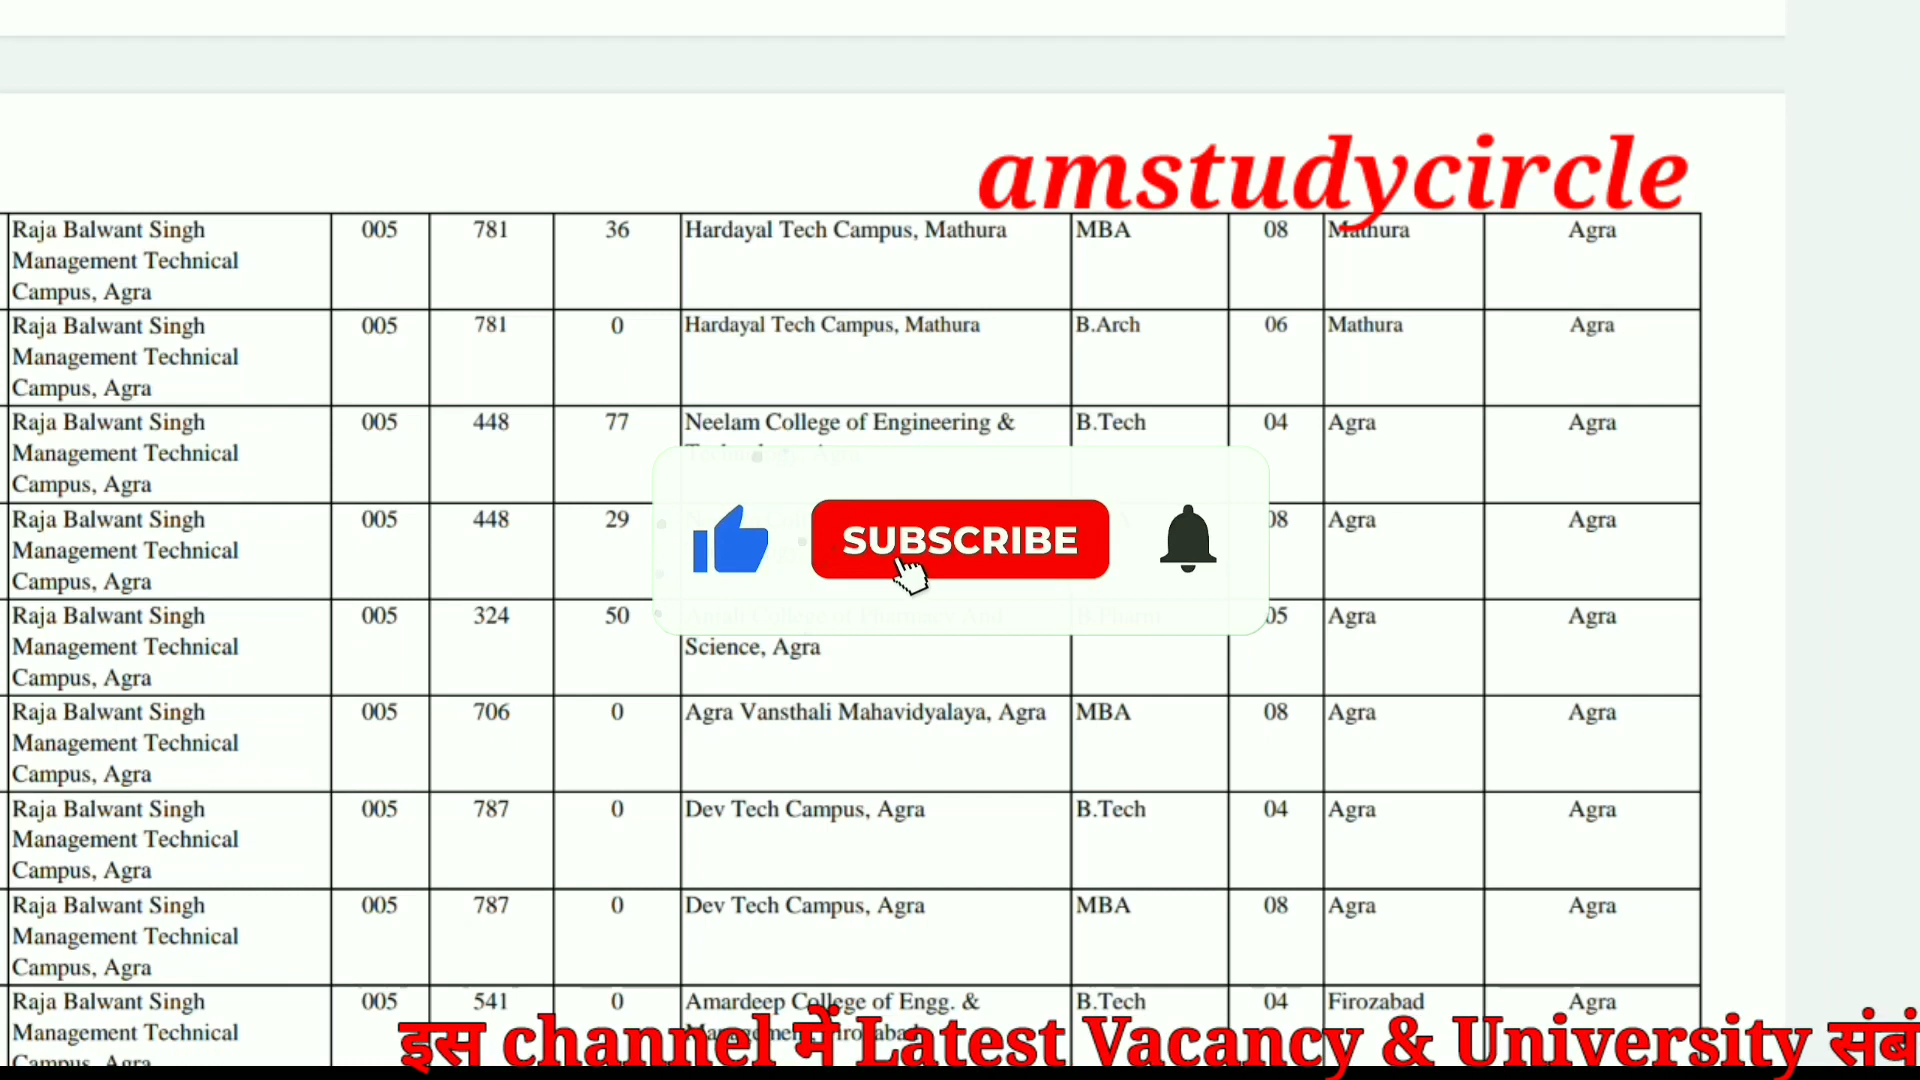 amstudycircle
Raja Balwant Singh 005 781 36 Hardayal Tech Campus, Mathura MBA 08 Mathura Agra
Management Technical
Campus, Agra
Raja Balwant Singh 005 781 0 Hardayal Tech Campus, Mathura B.Arch 06 Mathura Agra
Management Technical
Campus, Agra
Raja Balwant Singh 005 448 77 Neelam College of Engineering & B.Tech 04 Agra Agra
Management Technical
Campus, Agra
Raja Balwant Singh 005 448 29 08 Agra Agra
Management Technical
Campus, Agra
SUBSCRIBE
Raja Balwant Singh 005 324 50 College of Pharmacy And B.Pharm 05 Agra Agra
Management Technical Science, Agra
Campus, Agra
Raja Balwant Singh 005 706 0 Agra Vansthali Mahavidyalaya, Agra MBA 08 Agra Agra
Management Technical
Campus, Agra
Raja Balwant Singh 005 787 0 Dev Tech Campus, Agra B.Tech 04 Agra Agra
Management Technical
Campus, Agra
Raja Balwant Singh 005 787 0 Dev Tech Campus, Agra MBA 08 Agra Agra
Management Technical
Campus, Agra
Raja Balwant Singh 005 541 0 Amardeep College of Engg. & B.Tech 04 Firozabad Agra
Management Technical
Campus, Agra
इस channel में Latest Vacancy & University संबं